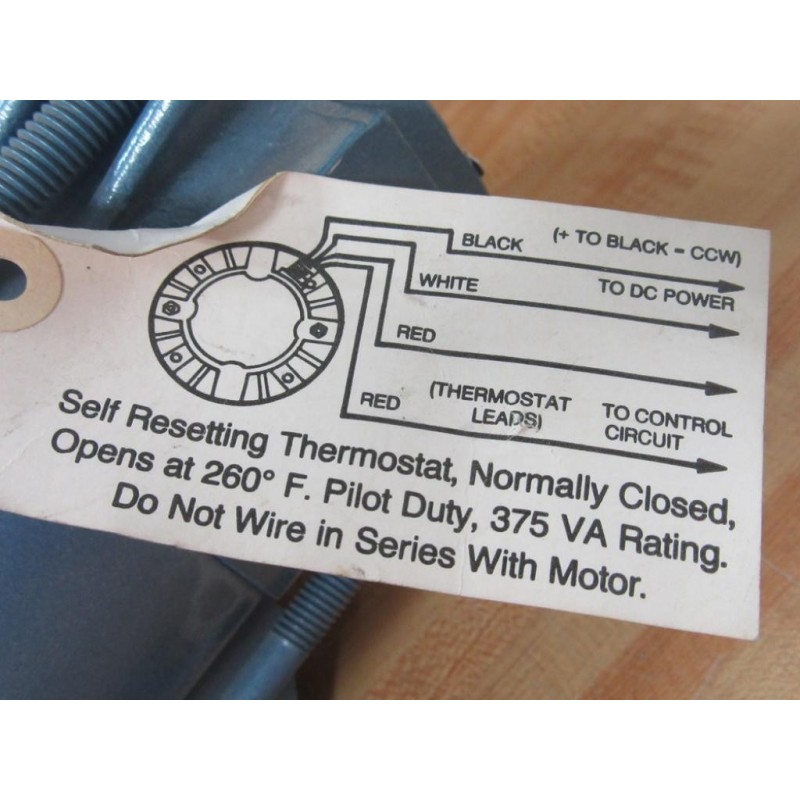 BLACK (+ TO BLACK = CCW)
WHITE TO DC POWER
RED
RED (THERMOSTAT LEADS) TO CONTROL CIRCUIT
Self Resetting Thermostat, Normally Closed,
Opens at 260° F. Pilot Duty, 375 VA Rating.
Do Not Wire in Series With Motor.